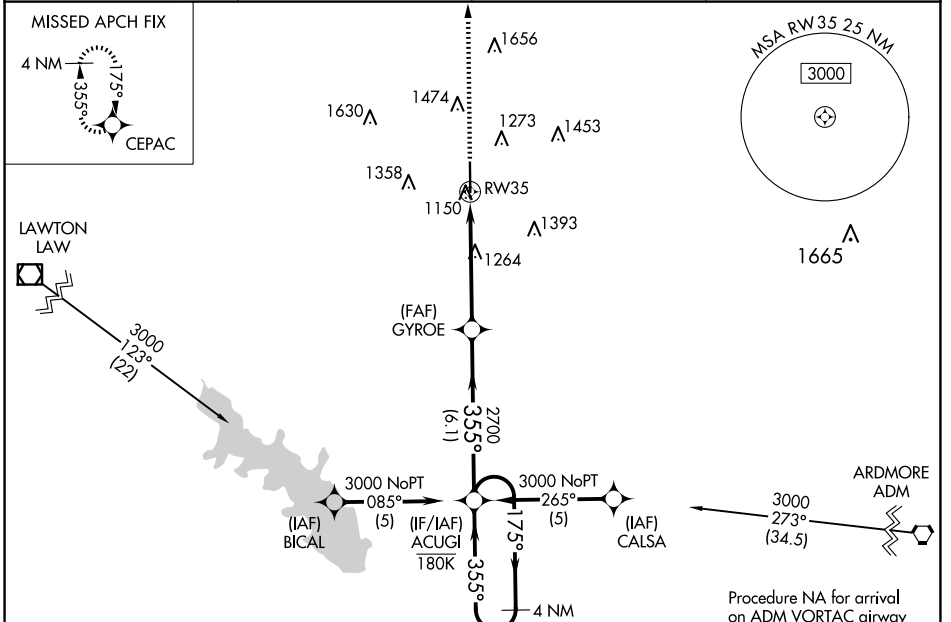 MISSED APCH FIX
4 NM
355°
175°
CEPAC
1656
1474
1630
1273
1453
1358
RW35
1150
1393
1264
MSA RW35 25 NM
3000
1665
LAWTON
LAW
3000
123°
(22)
(FAF)
GYROE
2700
355°
(6.1)
3000 NoPT
085°
(5)
(IAF)
BICAL
(IF/IAF)
ACUGI
180K
3000 NoPT
265°
(5)
(IAF)
CALSA
175°
355°
4 NM
ARDMORE
ADM
3000
273°
(34.5)
Procedure NA for arrival
on ADM VORTAC airway